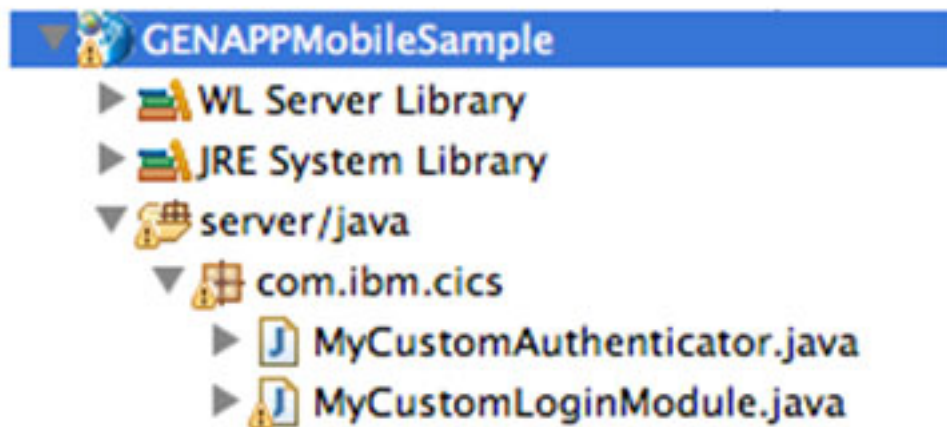 GENAPPMobileSample
WL Server Library
JRE System Library
server/java
com.ibm.cics
MyCustomAuthenticator.java
MyCustomLoginModule.java